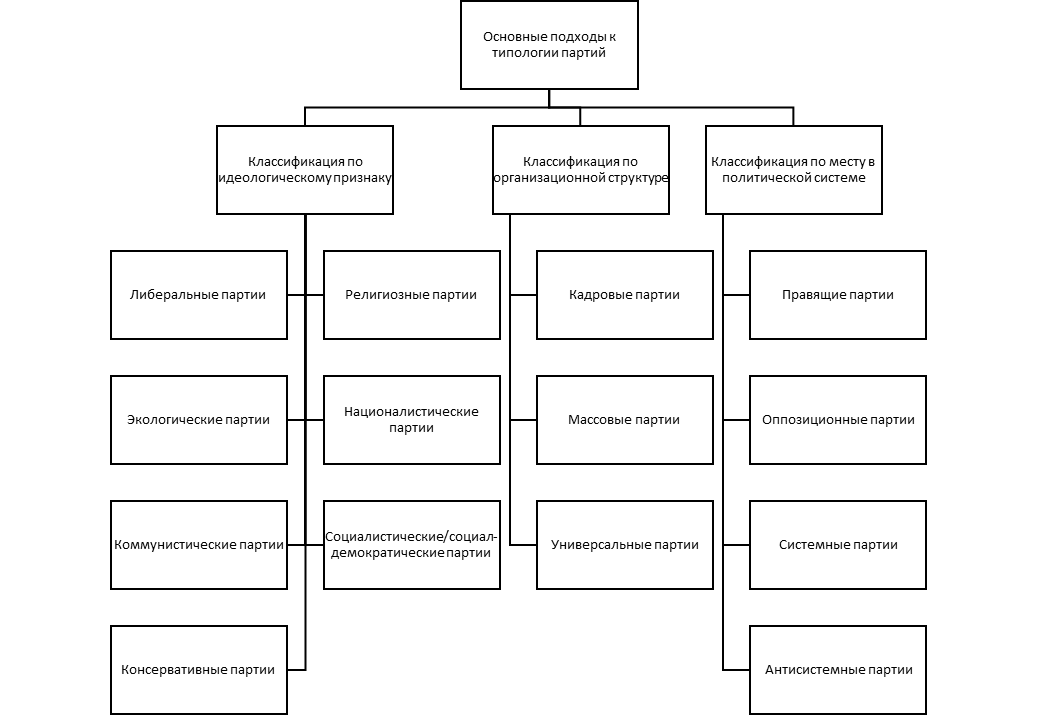 Основные подходы к
типологии партий
Классификация по
идеологическому признаку
Классификация по
организационной структуре
Классификация по месту в
политической системе
Либеральные партии
Религиозные партии
Кадровые партии
Правящие партии
Экологические партии
Националистические
партии
Массовые партии
Оппозиционные партии
Коммунистические партии
Социалистические/социал-
демократические партии
Универсальные партии
Системные партии
Консервативные партии
Антисистемные партии